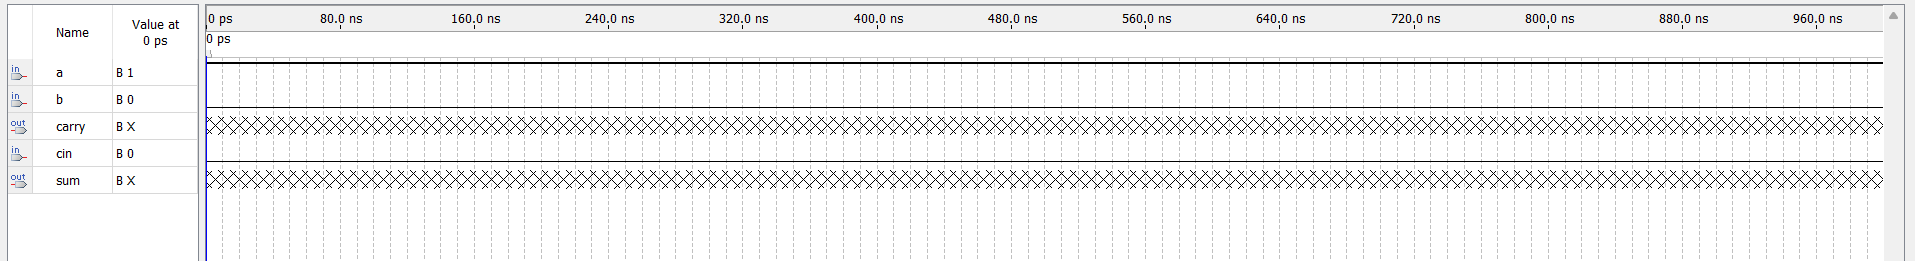 Name Value at 0 ps
0 ps 80.0 ns 160.0 ns 240.0 ns 320.0 ns 400.0 ns 480.0 ns 560.0 ns 640.0 ns 720.0 ns 800.0 ns 880.0 ns 960.0 ns
0 ps
in a B 1
in b B 0
out carry B X
in cin B 0
out sum B X